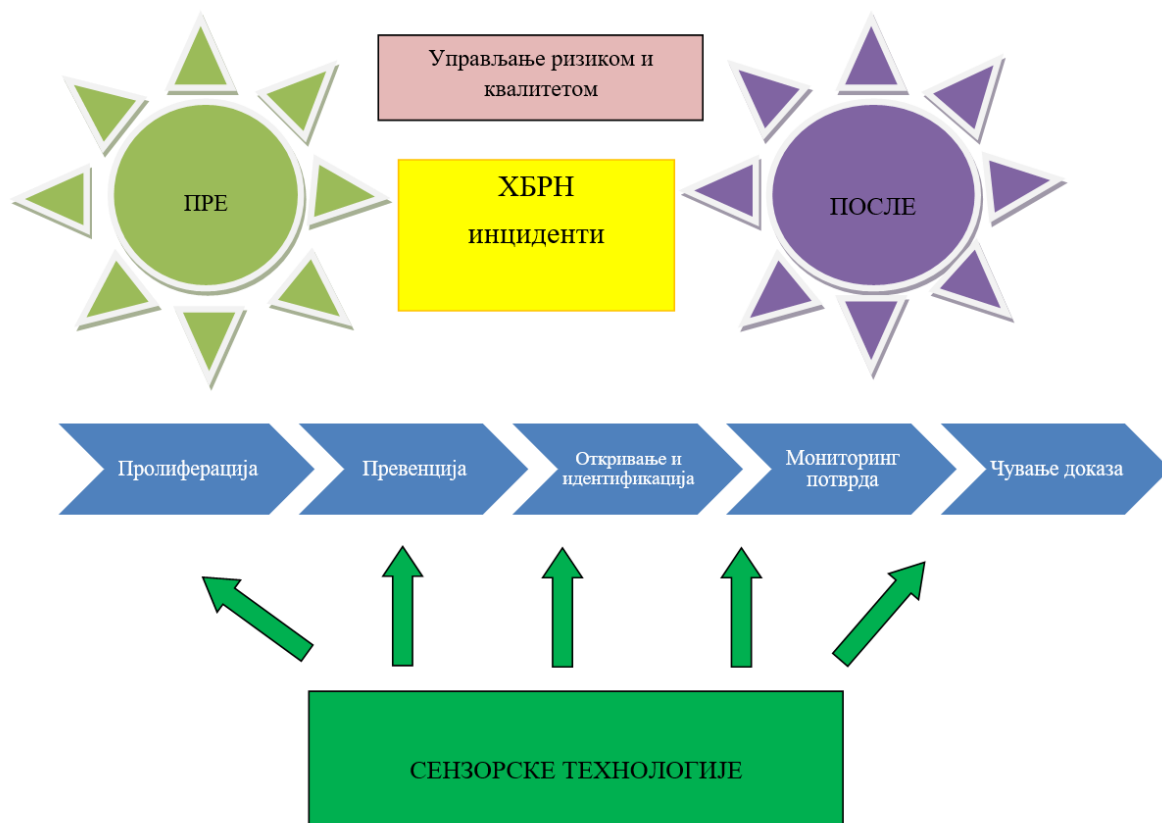 Управљање ризиком и
квалитетом
ПРЕ
ХБРН
инциденти
ПОСЛЕ
Пролиферација
Превенција
Откривање и
идентификација
Мониторинг
потврда
Чување доказа
СЕНЗОРСКЕ ТЕХНОЛОГИЈЕ